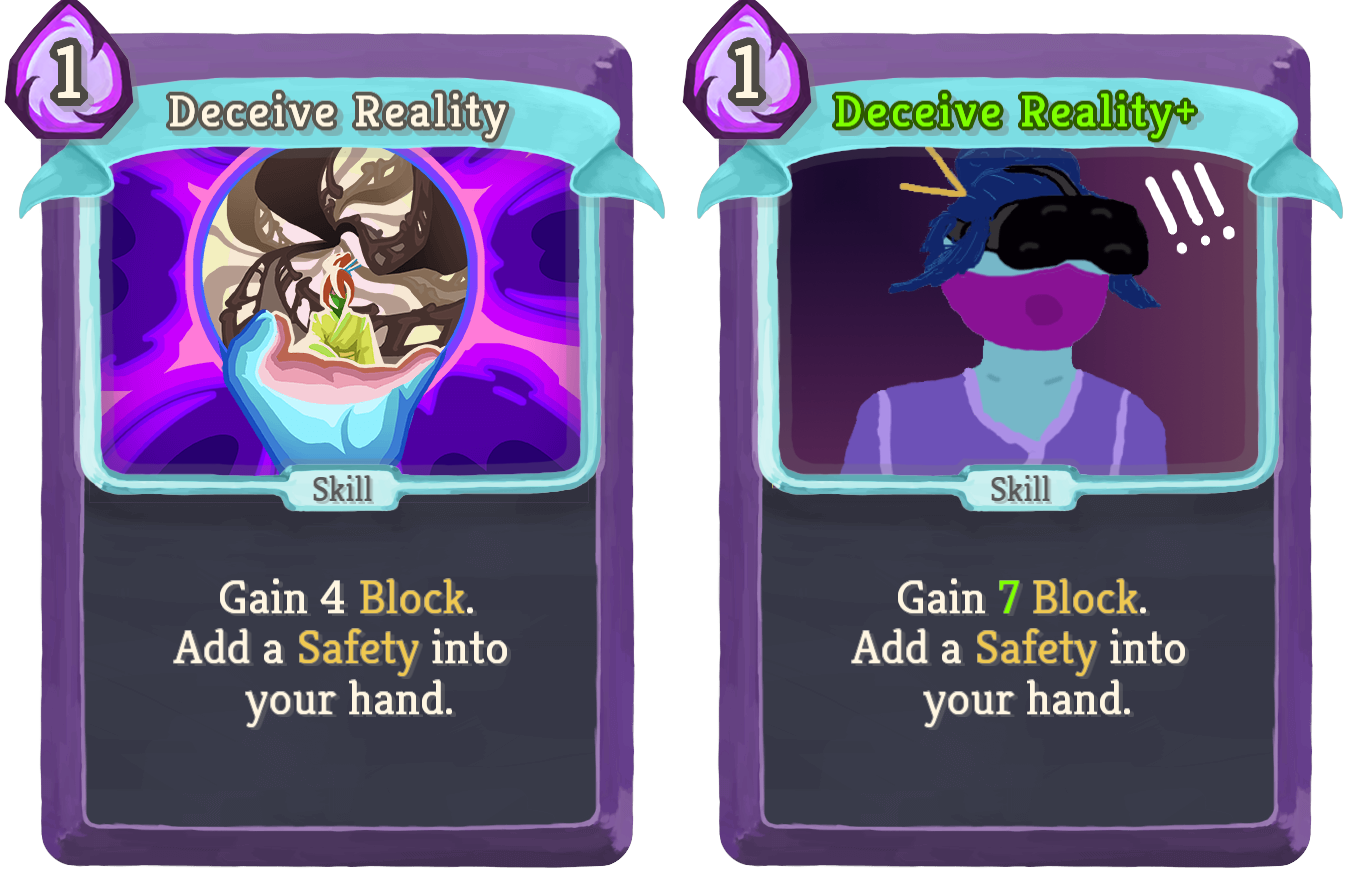 1
Deceive Reality
Skill
Gain 4 Block.
Add a Safety into
your hand.
1
Deceive Reality+
!!!
Skill
Gain 7 Block.
Add a Safety into
your hand.